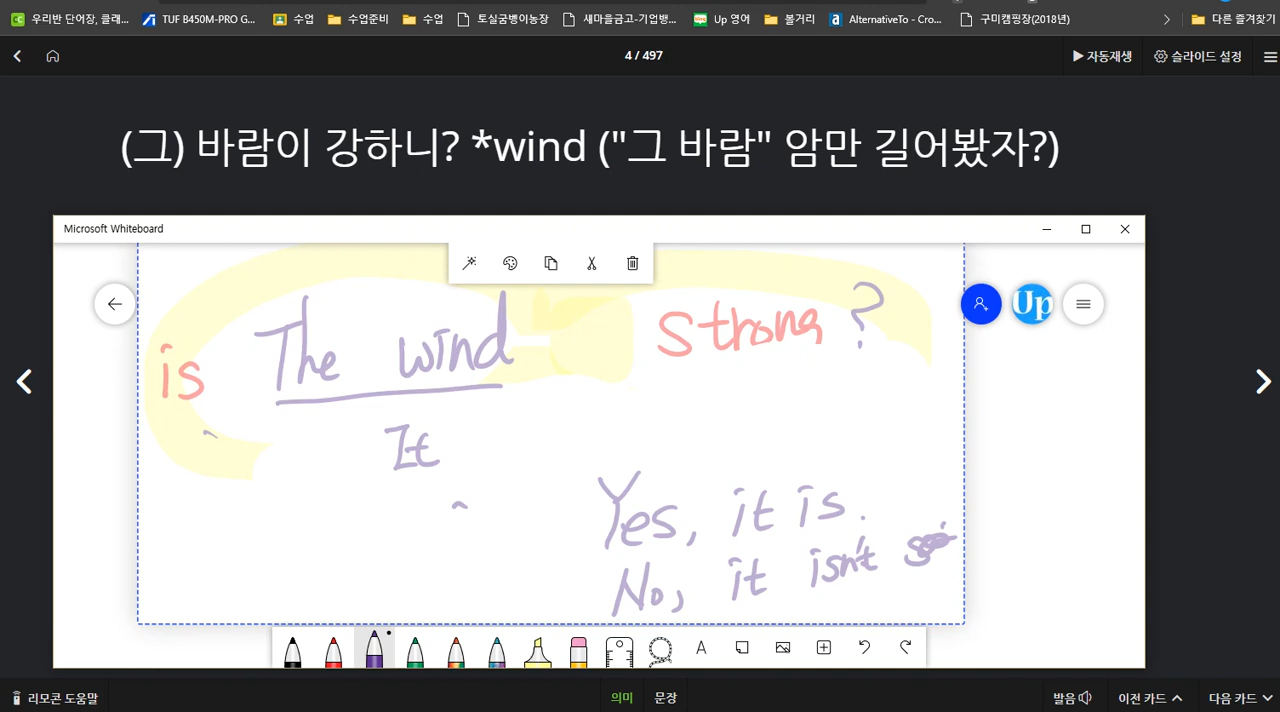 우리반 단어장, 클래... TUF B450M-PRO G... 수업 수업준비 수업 토실굼벵이농장 새마을금고-기업뱅... Up 영어 볼거리 AlternativeTo - Cro... 구미캠핑장(2018년) 다른 즐겨찾기
4 / 497 자동재생 슬라이드 설정
(그) 바람이 강하니? *wind ("그 바람" 암만 길어봤자?)
Microsoft Whiteboard
is The wind strong ?
Up
It
Yes, it is.
No, it isn't
A
리모콘 도움말 의미 문장 발음 이전 카드 다음 카드